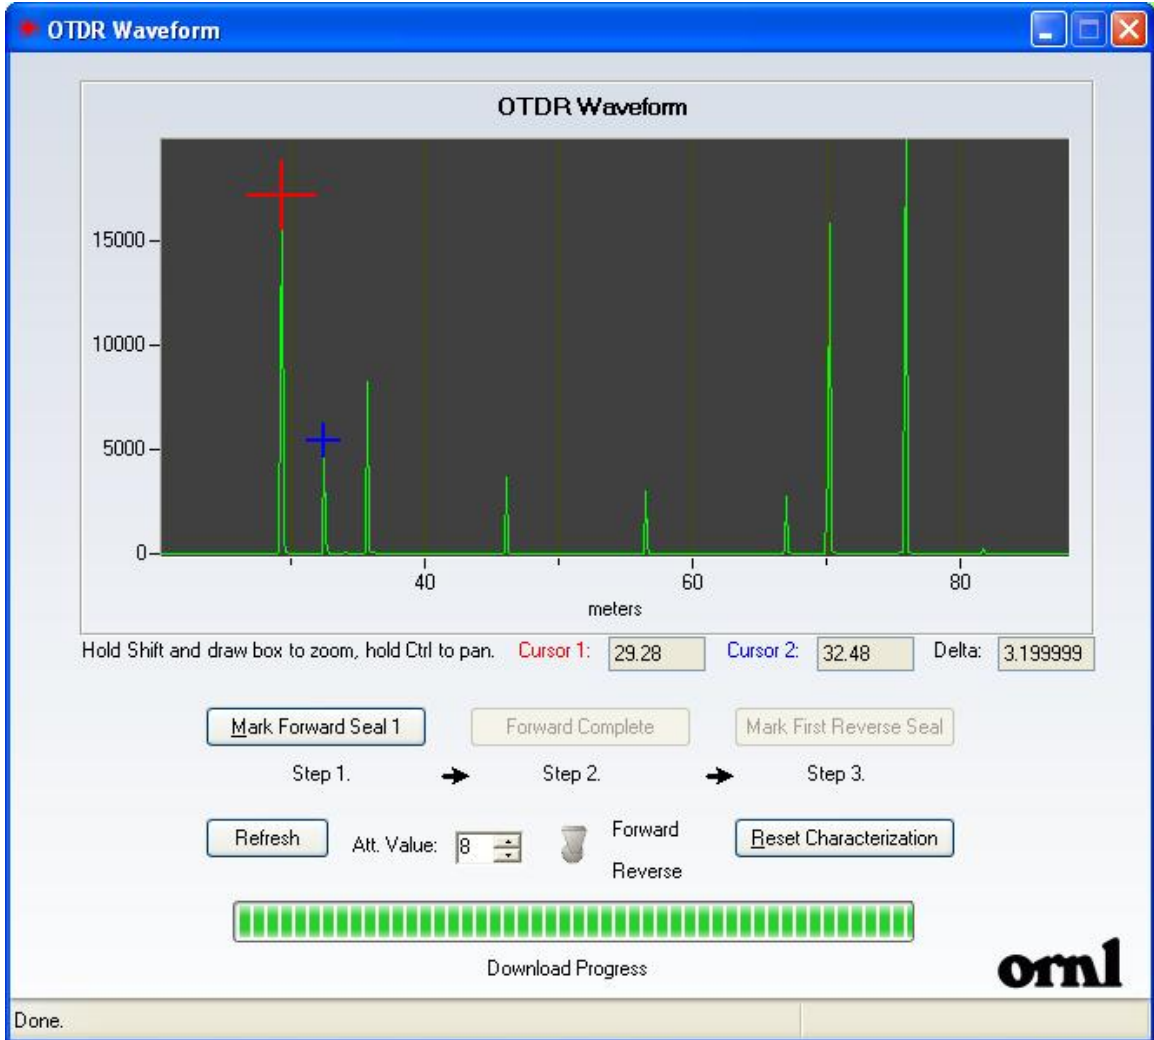 OTDR Waveform
OTDR Waveform
15000
10000
5000
0
40 60 80
meters
Hold Shift and draw box to zoom, hold Ctrl to pan. Cursor 1: 29.28 Cursor 2: 32.48 Delta: 3.199999
Mark Forward Seal 1 Forward Complete Mark First Reverse Seal
Step 1. Step 2. Step 3.
Refresh Att. Value: 8 Forward Reverse Reset Characterization
Download Progress
ornl
Done.